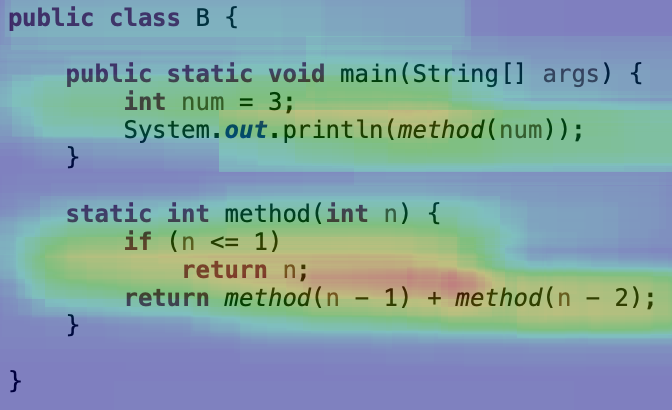 public class B {
public static void main(String[] args) {
int num = 3;
System.out.println(method(num));
}
static int method(int n) {
if (n <= 1)
return n;
return method(n - 1) + method(n - 2);
}
}